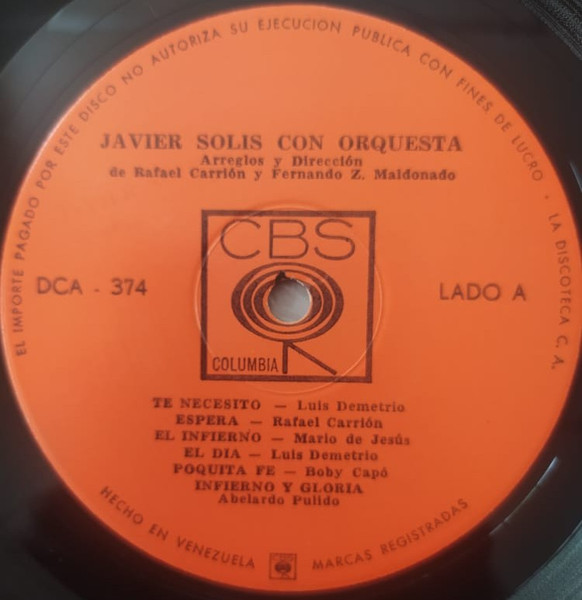 EL IMPORTE PAGADO POR ESTE DISCO NO AUTORIZA SU EJECUCION PUBLICA CON FINES DE LUCRO · LA DISCOTECA C. A.
JAVIER SOLIS CON ORQUESTA
Arreglos y Dirección
de Rafael Carrión y Fernando Z. Maldonado
CBS
DCA - 374
LADO A
COLUMBIA
TE NECESITO — Luis Demetrio
ESPERA — Rafael Carrión
EL INFIERNO — Mario de Jesús
EL DIA — Luis Demetrio
POQUITA FE — Boby Capó
INFIERNO Y GLORIA
Abelardo Pulido
HECHO EN VENEZUELA
MARCAS REGISTRADAS